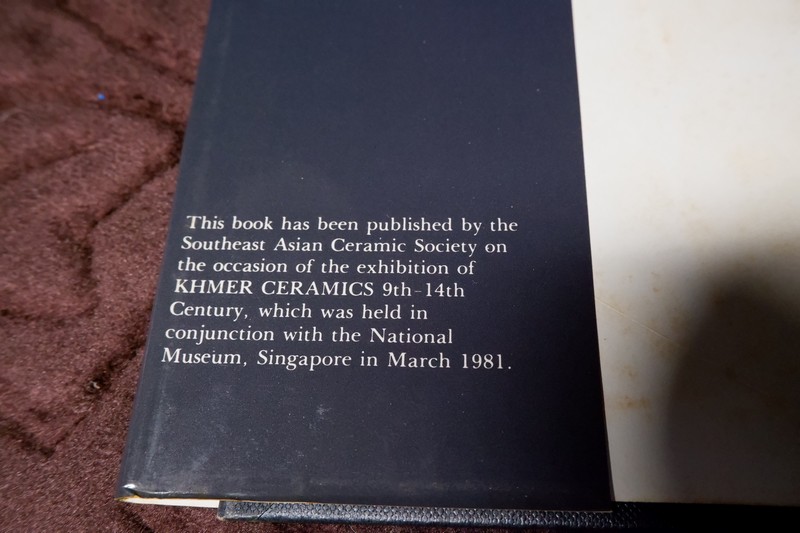 This book has been published by the
Southeast Asian Ceramic Society on
the occasion of the exhibition of
KHMER CERAMICS 9th–14th
Century, which was held in
conjunction with the National
Museum, Singapore in March 1981.